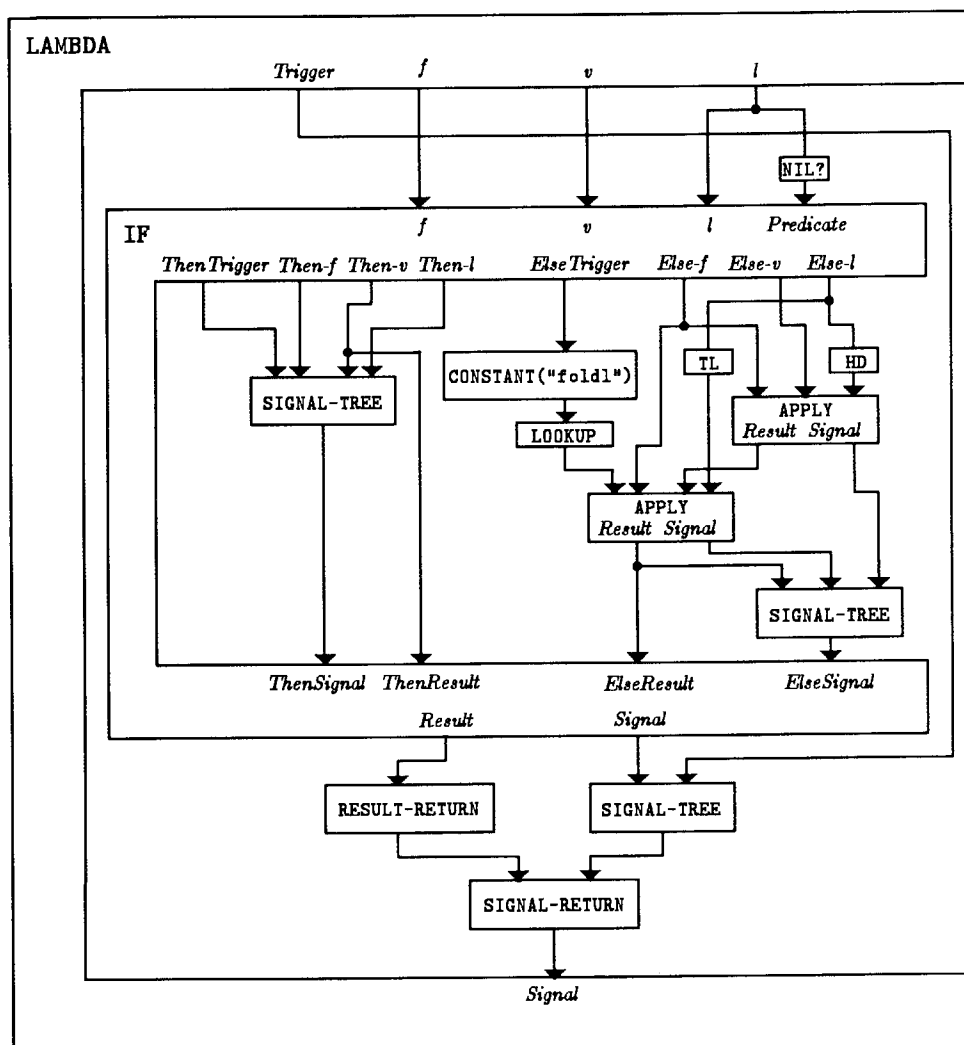 LAMBDA
Trigger f v l
NIL?
IF f v l Predicate
ThenTrigger Then-f Then-v Then-l ElseTrigger Else-f Else-v Else-l
CONSTANT("foldl") TL HD
SIGNAL-TREE
APPLY
Result Signal
LOOKUP
APPLY
Result Signal
SIGNAL-TREE
ThenSignal ThenResult ElseResult ElseSignal
Result Signal
RESULT-RETURN SIGNAL-TREE
SIGNAL-RETURN
Signal